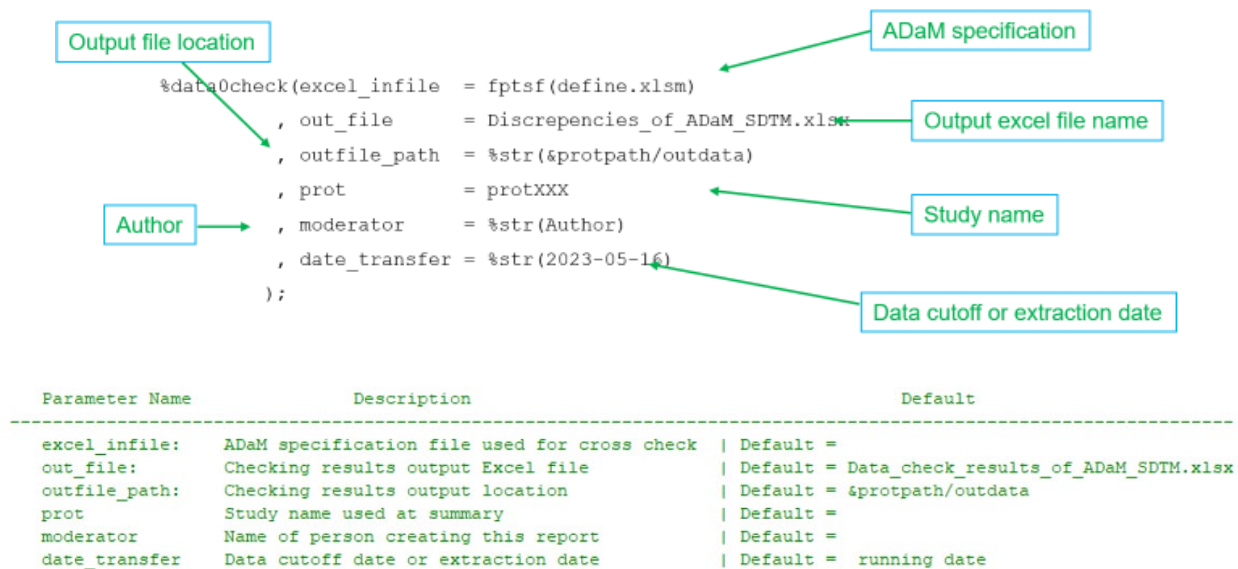 Output file location
ADaM specification
%data0check(excel_infile = fptsf(define.xlsm)
, out_file = Discrepencies_of_ADaM_SDTM.xlsx
Output excel file name
, outfile_path = %str(&protpath/outdata)
, prot = protXXX
Study name
Author
, moderator = %str(Author)
, date_transfer = %str(2023-05-16)
);
Data cutoff or extraction date
Parameter Name Description Default
excel_infile: ADaM specification file used for cross check | Default =
out_file: Checking results output Excel file | Default = Data_check_results_of_ADaM_SDTM.xlsx
outfile_path: Checking results output location | Default = &protpath/outdata
prot Study name used at summary | Default =
moderator Name of person creating this report | Default =
date_transfer Data cutoff date or extraction date | Default = running date